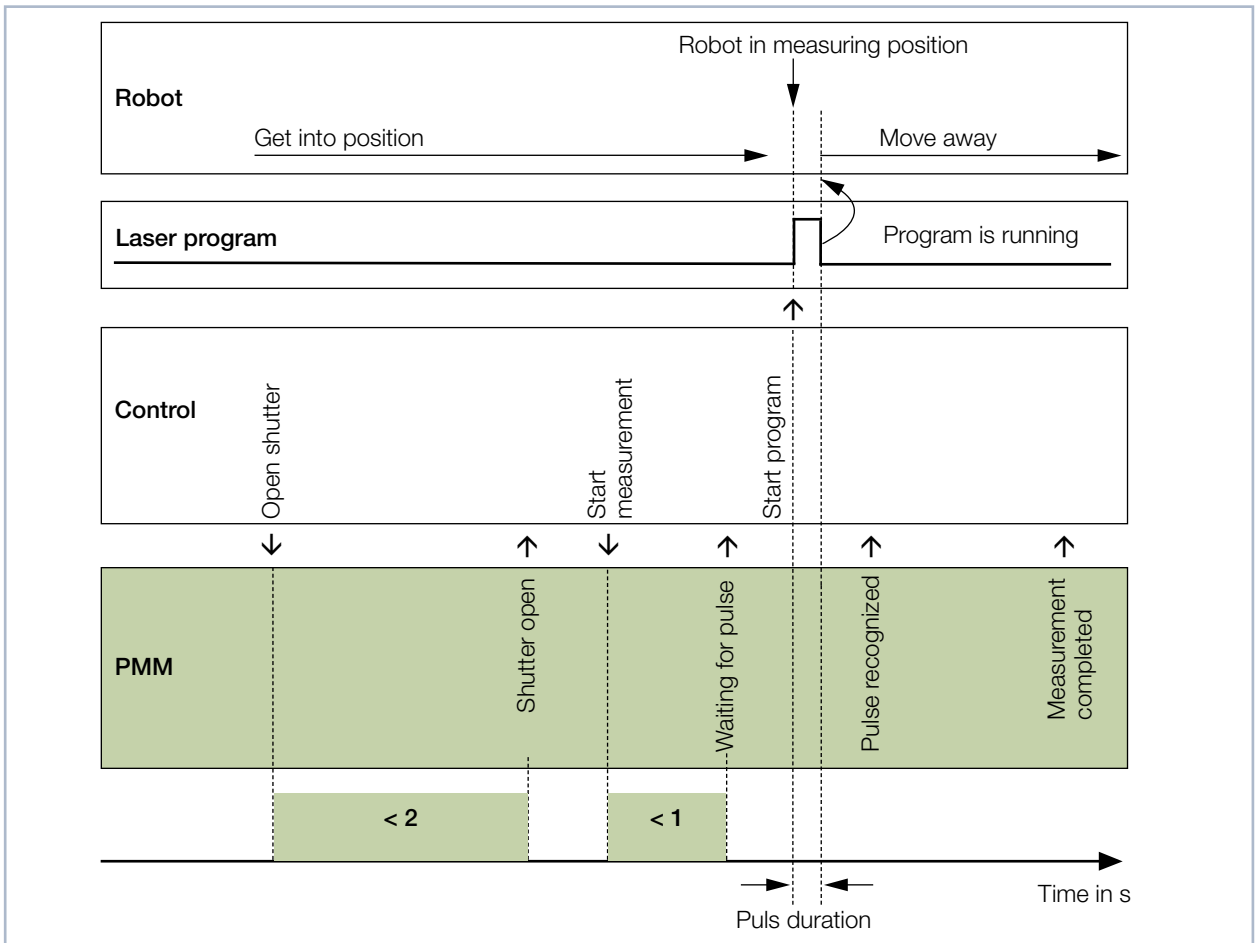 Robot in measuring position
Robot
Get into position
Move away
Laser program
Program is running
Control
Open shutter
Start
measurement
Start program
PMM
Shutter open
Waiting for pulse
Pulse recognized
Measurement
completed
< 2
< 1
Time in s
Puls duration